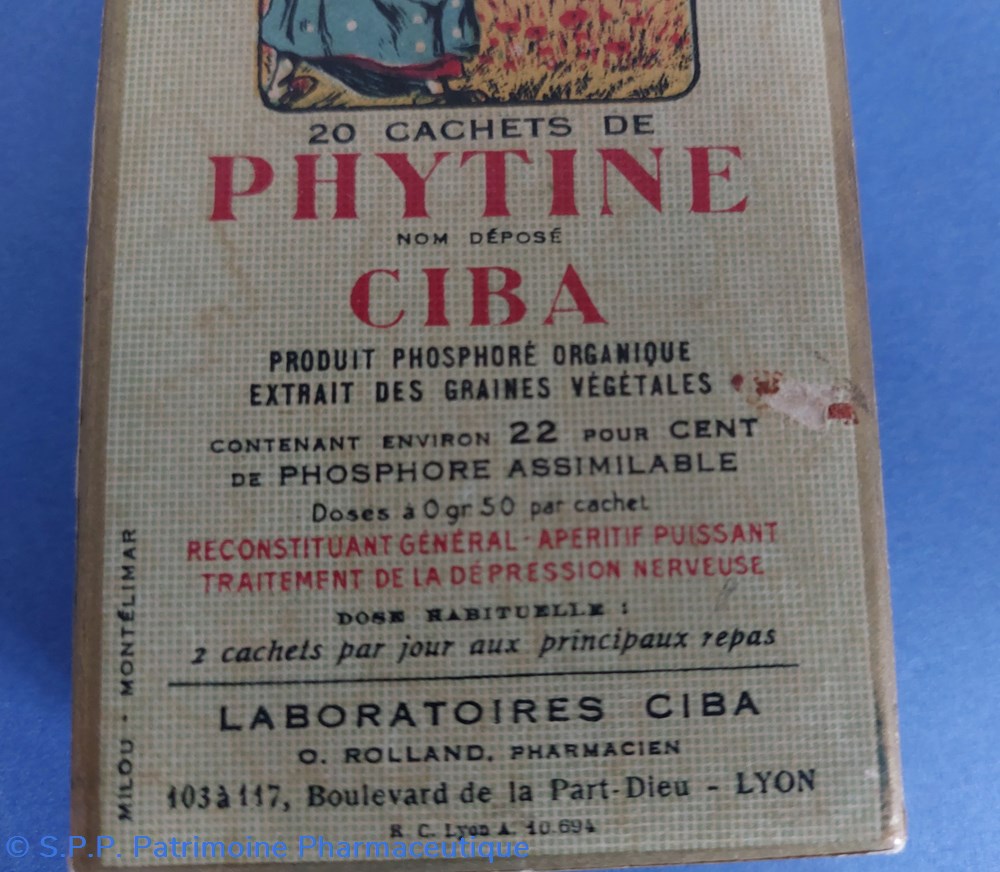 20 CACHETS DE
PHYTINE
NOM DÉPOSÉ
CIBA
PRODUIT PHOSPHORÉ ORGANIQUE
EXTRAIT DES GRAINES VÉGÉTALES
CONTENANT ENVIRON 22 POUR CENT
DE PHOSPHORE ASSIMILABLE
Doses à 0 gr 50 par cachet
RECONSTITUANT GÉNÉRAL - APERITIF PUISSANT
TRAITEMENT DE LA DÉPRESSION NERVEUSE
DOSE HABITUELLE :
2 cachets par jour aux principaux repas
LABORATOIRES CIBA
O. ROLLAND, PHARMACIEN
103 à 117, Boulevard de la Part-Dieu - LYON
R. C. Lyon A. 10.694
MILOU - MONTÉLIMAR
© S.P.P. Patrimoine Pharmaceutique